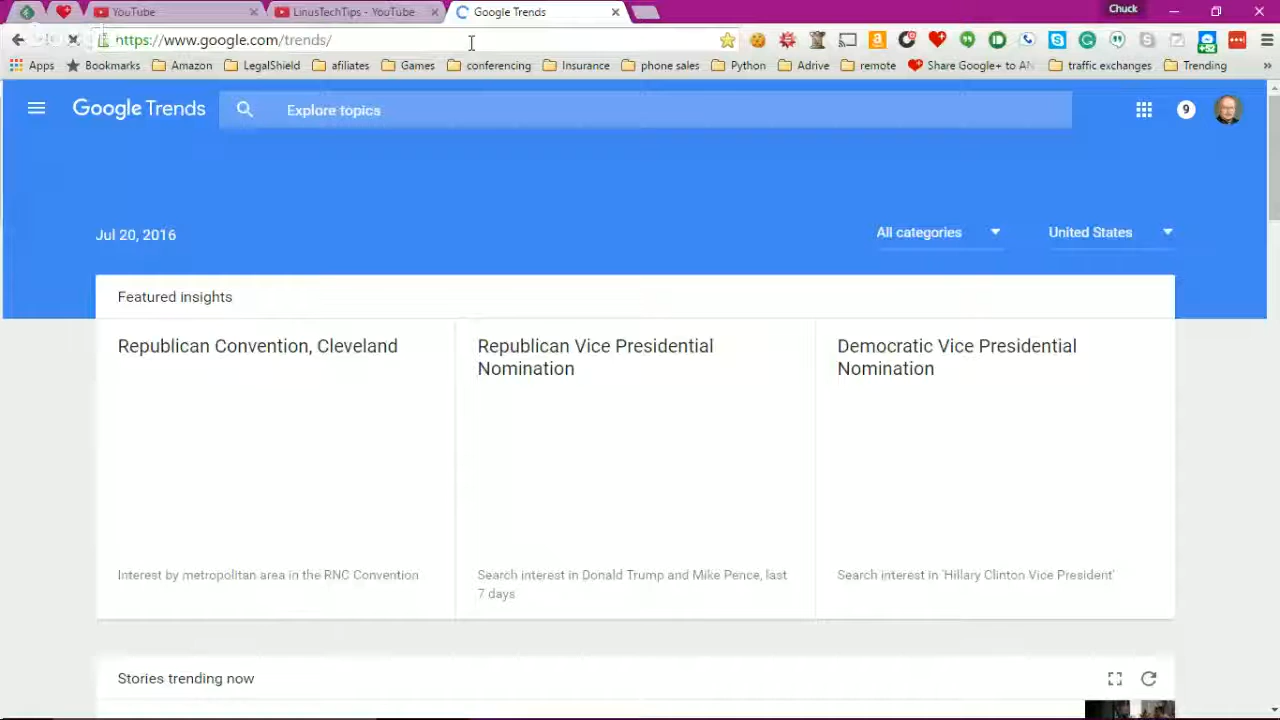 YouTube
LinusTechTips - YouTube
Google Trends
Chuck
https://www.google.com/trends/
+52
Apps
Bookmarks
Amazon
LegalShield
afiliates
Games
conferencing
Insurance
phone sales
Python
Adrive
remote
Share Google+ to AN
traffic exchanges
Trending
Google Trends
Explore topics
9
Jul 20, 2016
All categories
United States
Featured insights
Republican Convention, Cleveland
Interest by metropolitan area in the RNC Convention
Republican Vice Presidential
Nomination
Search interest in Donald Trump and Mike Pence, last
7 days
Democratic Vice Presidential
Nomination
Search interest in 'Hillary Clinton Vice President'
Stories trending now